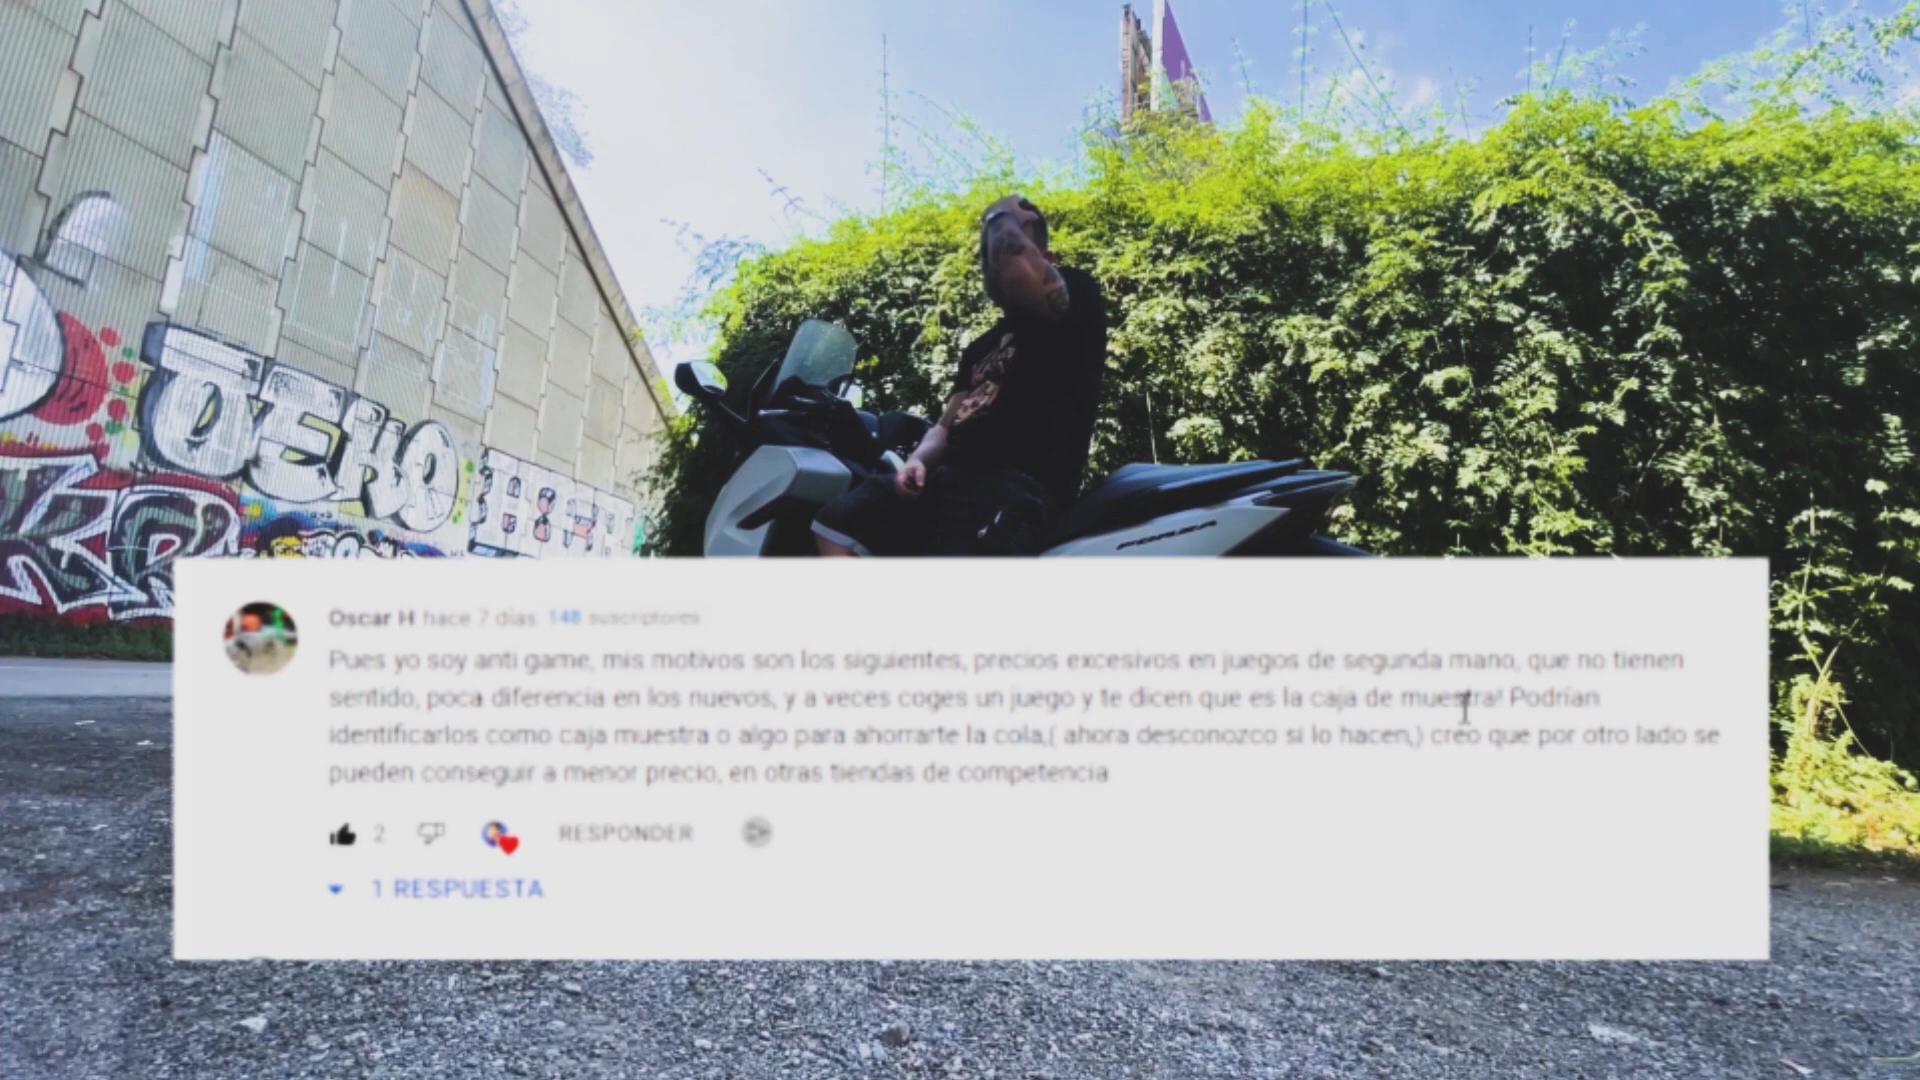 OEKO
FORZA
Oscar H hace 7 días 148 suscriptores
Pues yo soy anti game, mis motivos son los siguientes, precios excesivos en juegos de segunda mano, que no tienen
sentido, poca diferencia en los nuevos, y a veces coges un juego y te dicen que es la caja de muestra! Podrían
identificarlos como caja muestra o algo para ahorrarte la cola,( ahora desconozco si lo hacen,) creo que por otro lado se
pueden conseguir a menor precio, en otras tiendas de competencia
2
RESPONDER
1 RESPUESTA